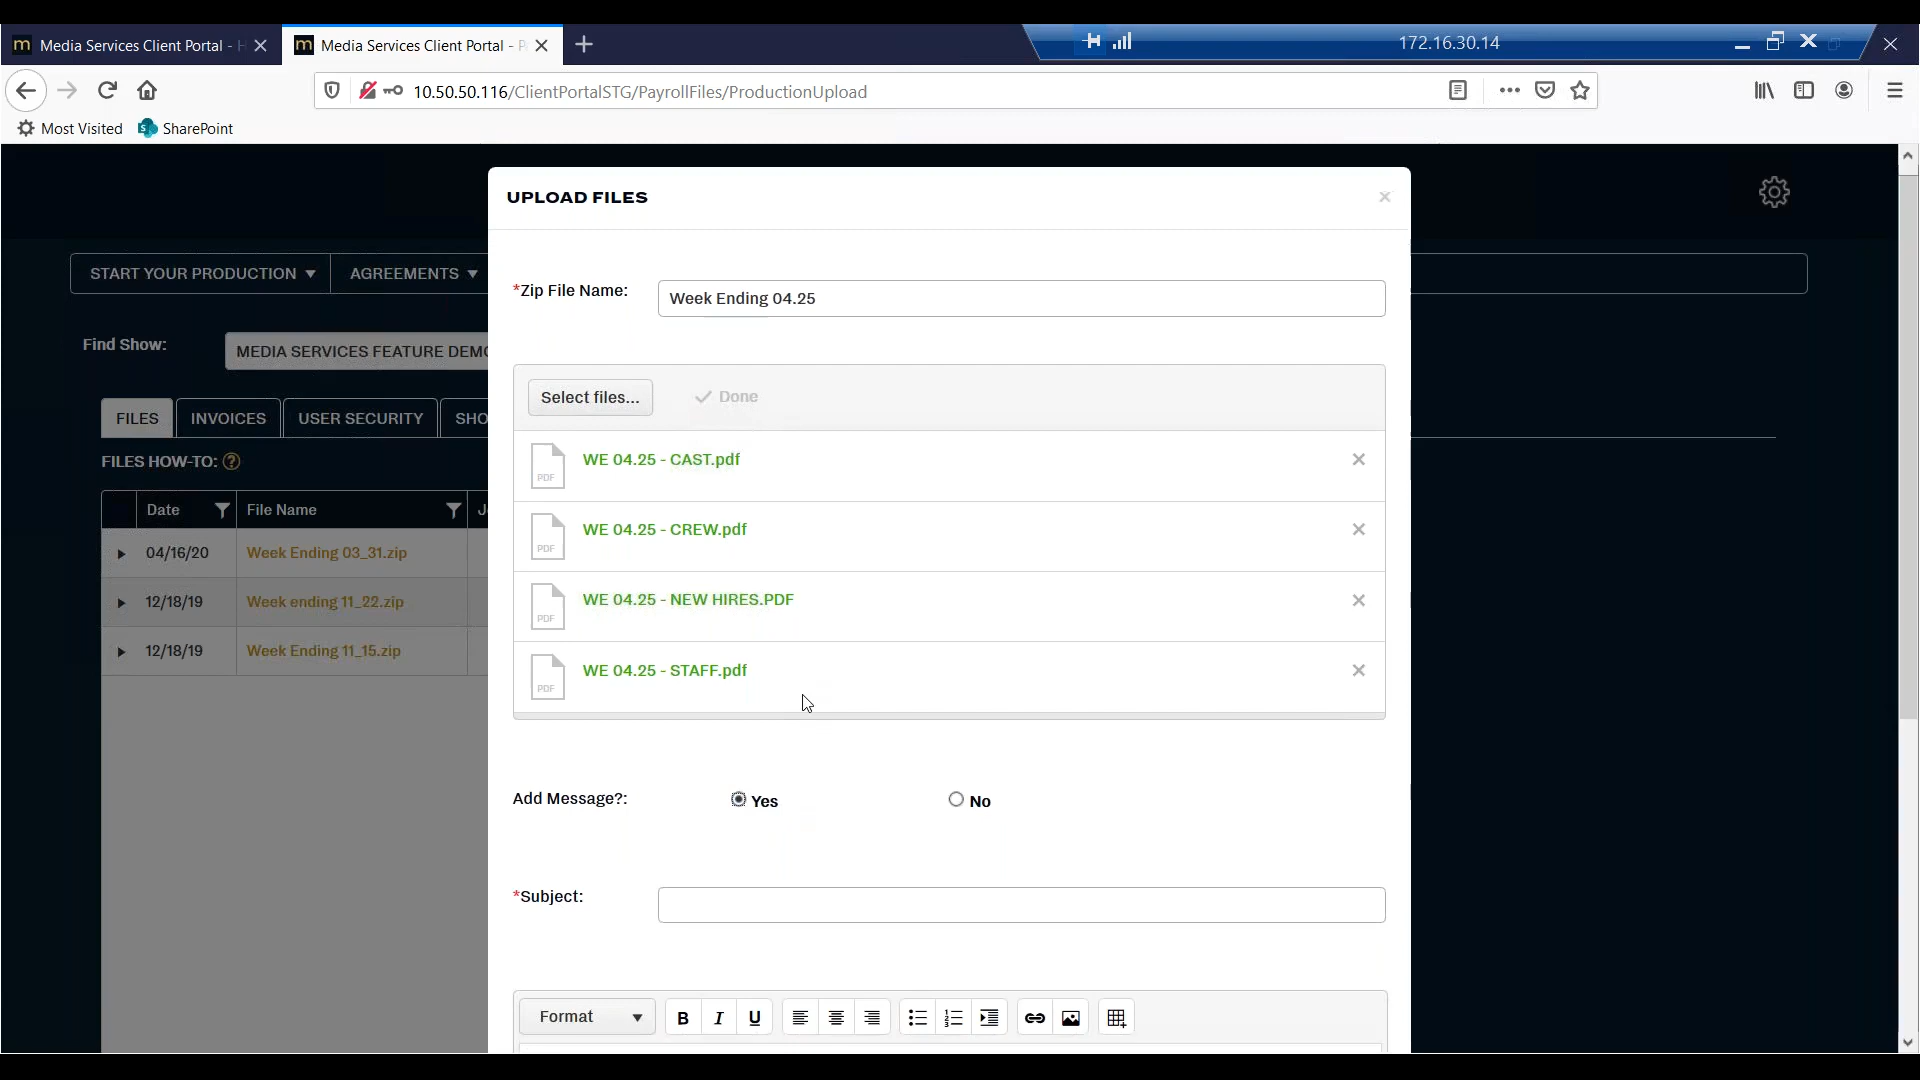 m Media Services Client Portal - H
m Media Services Client Portal - P
172.16.30.14
10.50.50.116/ClientPortalSTG/PayrollFiles/ProductionUpload
Most Visited
S SharePoint
UPLOAD FILES
START YOUR PRODUCTION
AGREEMENTS
*Zip File Name:
Week Ending 04.25
Find Show:
MEDIA SERVICES FEATURE DEMO
Select files...
Done
FILES
INVOICES
USER SECURITY
SHO
FILES HOW-TO: ?
PDF
WE 04.25 - CAST.pdf
Date
File Name
PDF
WE 04.25 - CREW.pdf
04/16/20
Week Ending 03_31.zip
PDF
WE 04.25 - NEW HIRES.PDF
12/18/19
Week ending 11_22.zip
PDF
WE 04.25 - STAFF.pdf
12/18/19
Week Ending 11_15.zip
Add Message?:
Yes
No
*Subject:
Format
B
I
U